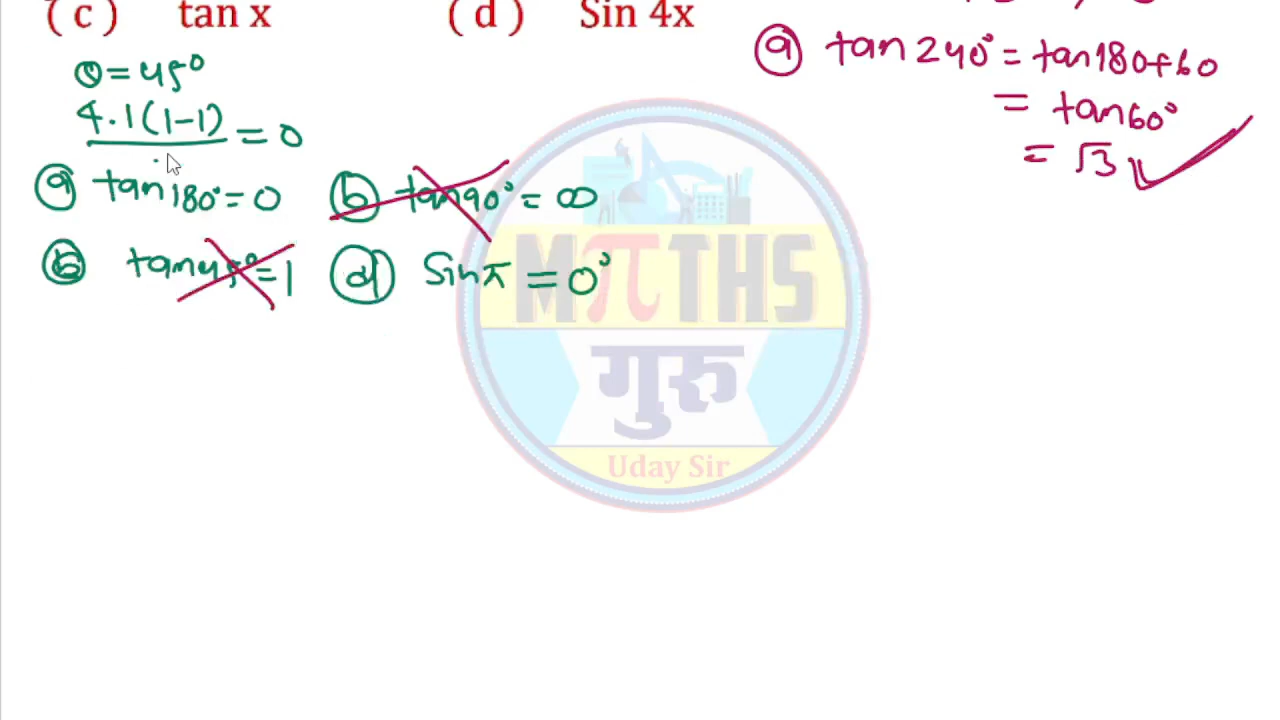 ( c ) tan x ( d ) Sin 4x
θ = 45°
4.1(1-1) = 0
ⓐ tan 180° = 0 ⓑ tan 90° = ∞
ⓒ tan 45° = 1 ⓓ Sin π = 0°
ⓐ tan 240° = tan 180+60
= tan 60°
= √3
MπTHS
गुरु
Uday Sir